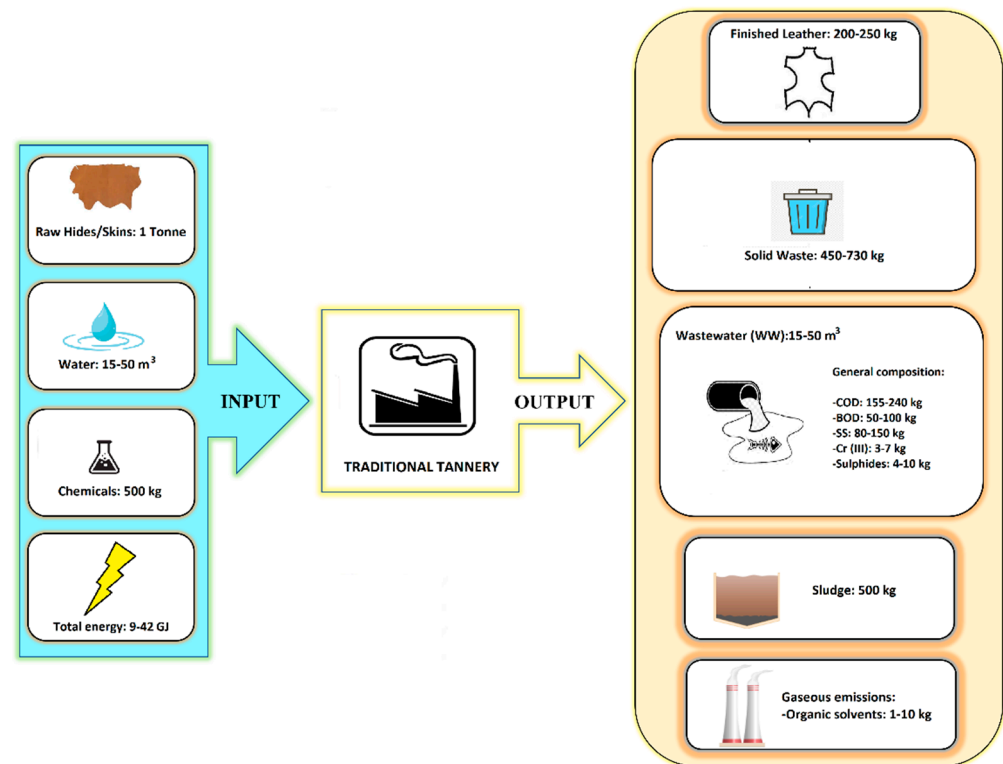 Raw Hides/Skins: 1 Tonne
Water: 15-50 m³
Chemicals: 500 kg
Total energy: 9-42 GJ
INPUT
TRADITIONAL TANNERY
OUTPUT
Finished Leather: 200-250 kg
Solid Waste: 450-730 kg
Wastewater (WW):15-50 m³
General composition:
-COD: 155-240 kg
-BOD: 50-100 kg
-SS: 80-150 kg
-Cr (III): 3-7 kg
-Sulphides: 4-10 kg
Sludge: 500 kg
Gaseous emissions:
-Organic solvents: 1-10 kg